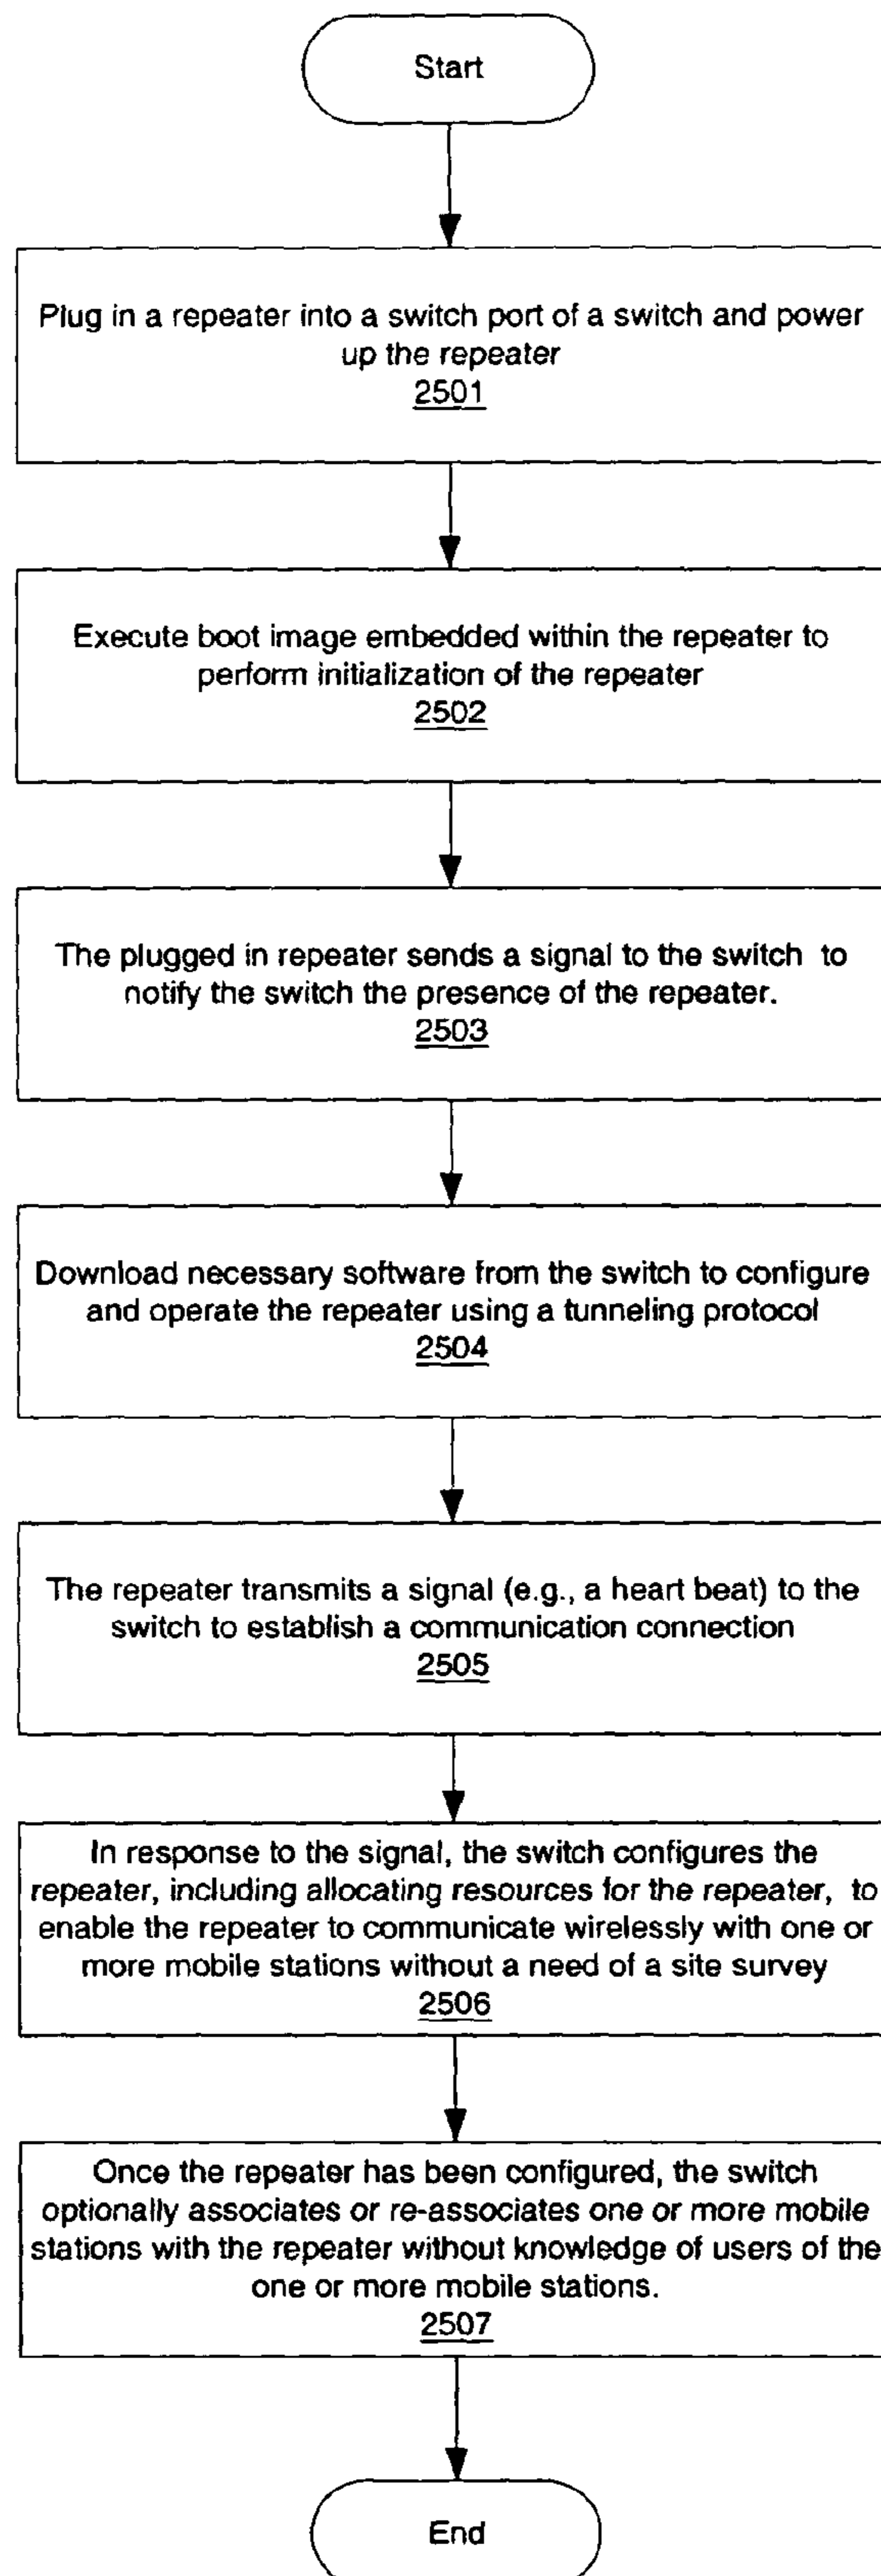 Start
Plug in a repeater into a switch port of a switch and power
up the repeater
2501
Execute boot image embedded within the repeater to
perform initialization of the repeater
2502
The plugged in repeater sends a signal to the switch to
notify the switch the presence of the repeater.
2503
Download necessary software from the switch to configure
and operate the repeater using a tunneling protocol
2504
The repeater transmits a signal (e.g., a heart beat) to the
switch to establish a communication connection
2505
In response to the signal, the switch configures the
repeater, including allocating resources for the repeater, to
enable the repeater to communicate wirelessly with one or
more mobile stations without a need of a site survey
2506
Once the repeater has been configured, the switch
optionally associates or re-associates one or more mobile
stations with the repeater without knowledge of users of the
one or more mobile stations.
2507
End